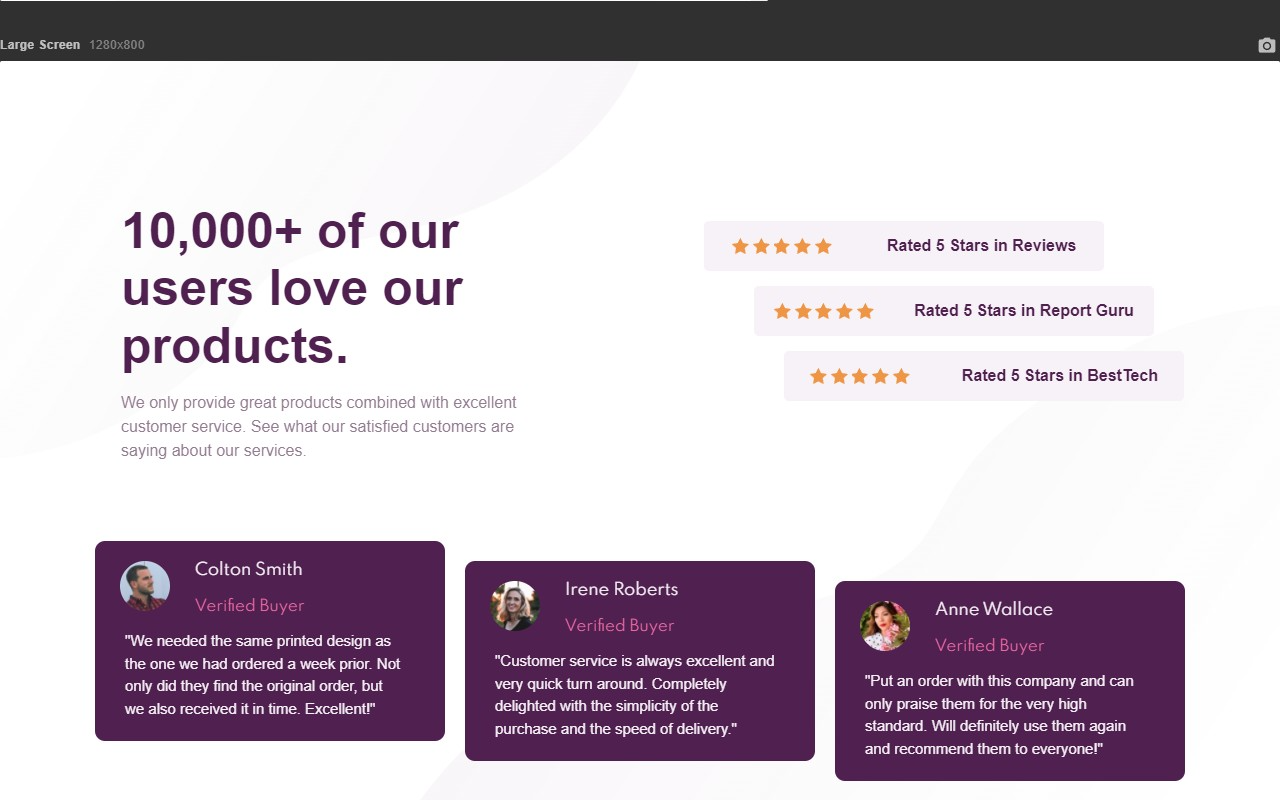 Large Screen 1280x800
10,000+ of our
users love our
products.
We only provide great products combined with excellent
customer service. See what our satisfied customers are
saying about our services.
Rated 5 Stars in Reviews
Rated 5 Stars in Report Guru
Rated 5 Stars in BestTech
Colton Smith
Verified Buyer
"We needed the same printed design as
the one we had ordered a week prior. Not
only did they find the original order, but
we also received it in time. Excellent!"
Irene Roberts
Verified Buyer
"Customer service is always excellent and
very quick turn around. Completely
delighted with the simplicity of the
purchase and the speed of delivery."
Anne Wallace
Verified Buyer
"Put an order with this company and can
only praise them for the very high
standard. Will definitely use them again
and recommend them to everyone!"